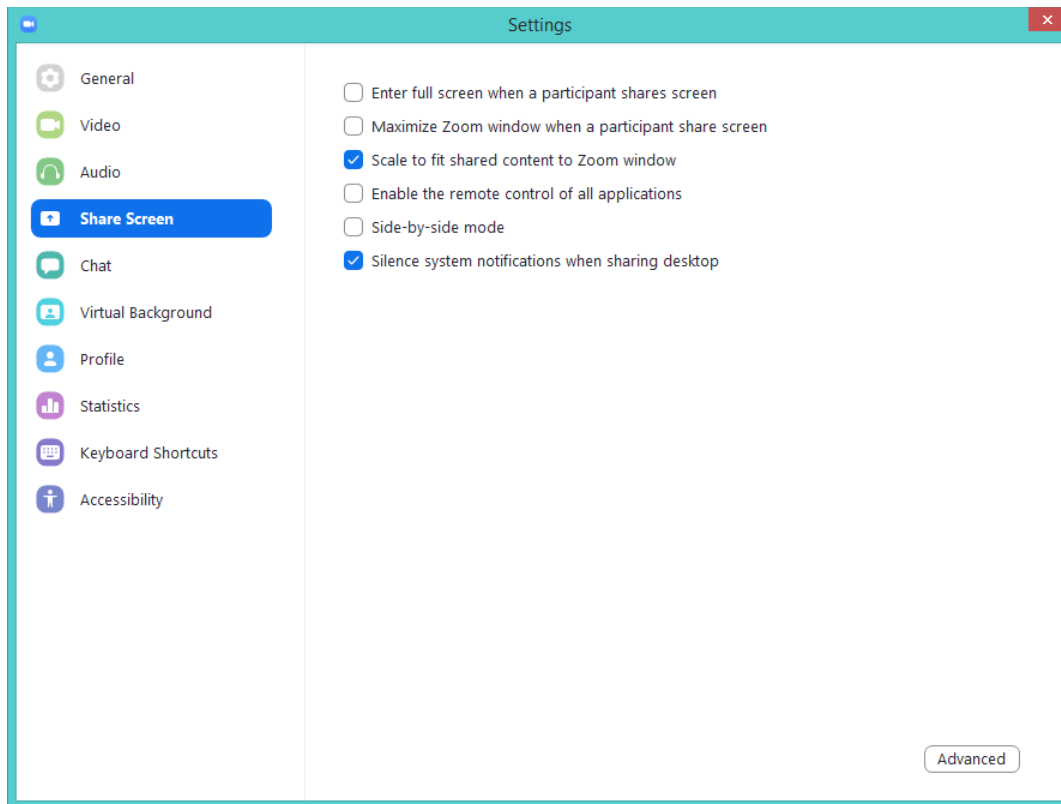 Settings
General
Video
Audio
Share Screen
Chat
Virtual Background
Profile
Statistics
Keyboard Shortcuts
Accessibility
Enter full screen when a participant shares screen
Maximize Zoom window when a participant share screen
Scale to fit shared content to Zoom window
Enable the remote control of all applications
Side-by-side mode
Silence system notifications when sharing desktop
Advanced